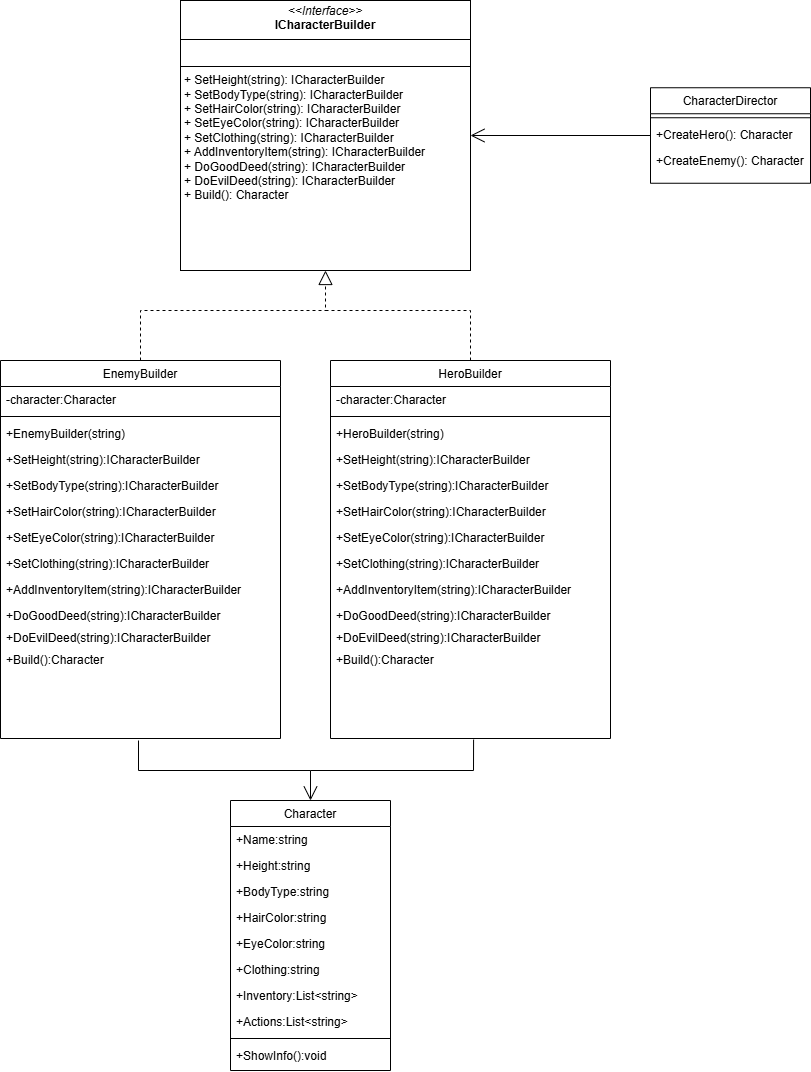 <<Interface>>
ICharacterBuilder
+ SetHeight(string): ICharacterBuilder
+ SetBodyType(string): ICharacterBuilder
+ SetHairColor(string): ICharacterBuilder
+ SetEyeColor(string): ICharacterBuilder
+ SetClothing(string): ICharacterBuilder
+ AddInventoryItem(string): ICharacterBuilder
+ DoGoodDeed(string): ICharacterBuilder
+ DoEvilDeed(string): ICharacterBuilder
+ Build(): Character
CharacterDirector
+CreateHero(): Character
+CreateEnemy(): Character
EnemyBuilder
-character:Character
+EnemyBuilder(string)
+SetHeight(string):ICharacterBuilder
+SetBodyType(string):ICharacterBuilder
+SetHairColor(string):ICharacterBuilder
+SetEyeColor(string):ICharacterBuilder
+SetClothing(string):ICharacterBuilder
+AddInventoryItem(string):ICharacterBuilder
+DoGoodDeed(string):ICharacterBuilder
+DoEvilDeed(string):ICharacterBuilder
+Build():Character
HeroBuilder
-character:Character
+HeroBuilder(string)
+SetHeight(string):ICharacterBuilder
+SetBodyType(string):ICharacterBuilder
+SetHairColor(string):ICharacterBuilder
+SetEyeColor(string):ICharacterBuilder
+SetClothing(string):ICharacterBuilder
+AddInventoryItem(string):ICharacterBuilder
+DoGoodDeed(string):ICharacterBuilder
+DoEvilDeed(string):ICharacterBuilder
+Build():Character
Character
+Name:string
+Height:string
+BodyType:string
+HairColor:string
+EyeColor:string
+Clothing:string
+Inventory:List<string>
+Actions:List<string>
+ShowInfo():void